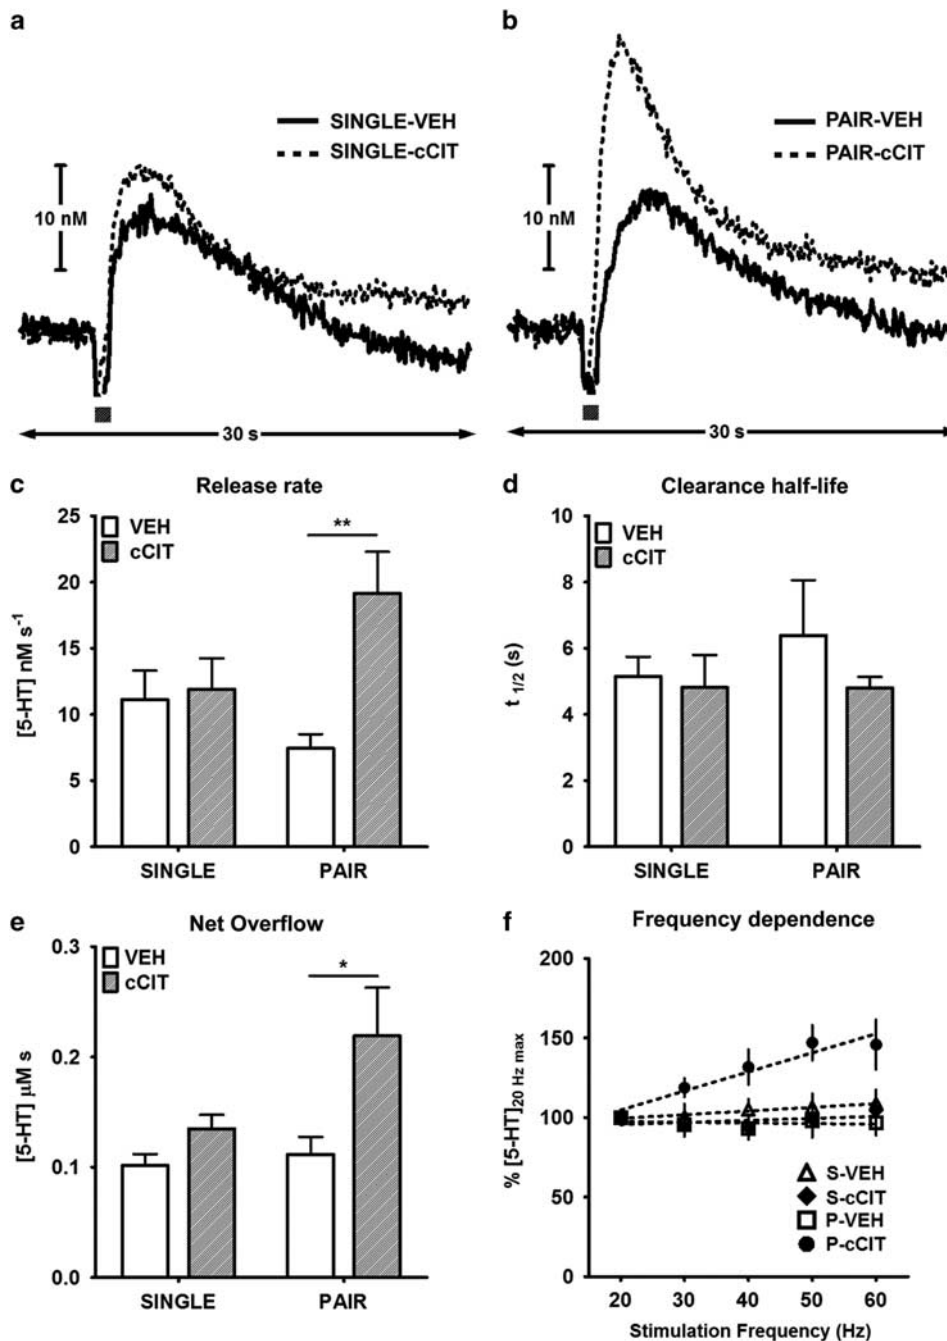 a
SINGLE-VEH
SINGLE-cCIT
10 nM
30 s
b
PAIR-VEH
PAIR-cCIT
10 nM
30 s
c
Release rate
VEH
cCIT
**
[5-HT] nM s⁻¹
25
20
15
10
5
0
SINGLE
PAIR
d
Clearance half-life
VEH
cCIT
t 1/2 (s)
10
8
6
4
2
0
SINGLE
PAIR
e
Net Overflow
VEH
cCIT
*
[5-HT] µM s
0.3
0.2
0.1
0.0
SINGLE
PAIR
f
Frequency dependence
% [5-HT]20 Hz max
200
150
100
50
0
S-VEH
S-cCIT
P-VEH
P-cCIT
20 30 40 50 60
Stimulation Frequency (Hz)